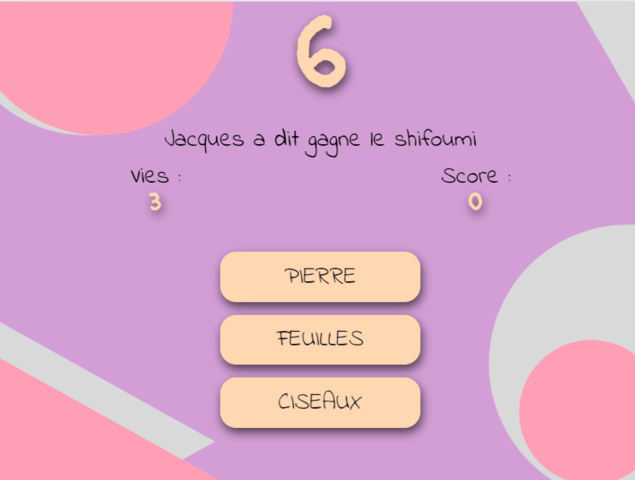 6
Jacques a dit gagne le shifoumi
Vies :
3
Score :
0
PIERRE
FEUILLES
CISEAUX